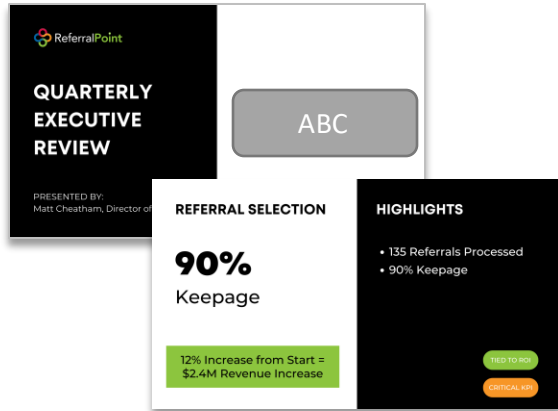 ReferralPoint
QUARTERLY
EXECUTIVE
REVIEW
PRESENTED BY:
Matt Cheatham, Director of
ABC
REFERRAL SELECTION
90%
Keepage
12% Increase from Start =
$2.4M Revenue Increase
HIGHLIGHTS
• 135 Referrals Processed
• 90% Keepage
TIED TO ROI
CRITICAL KPI